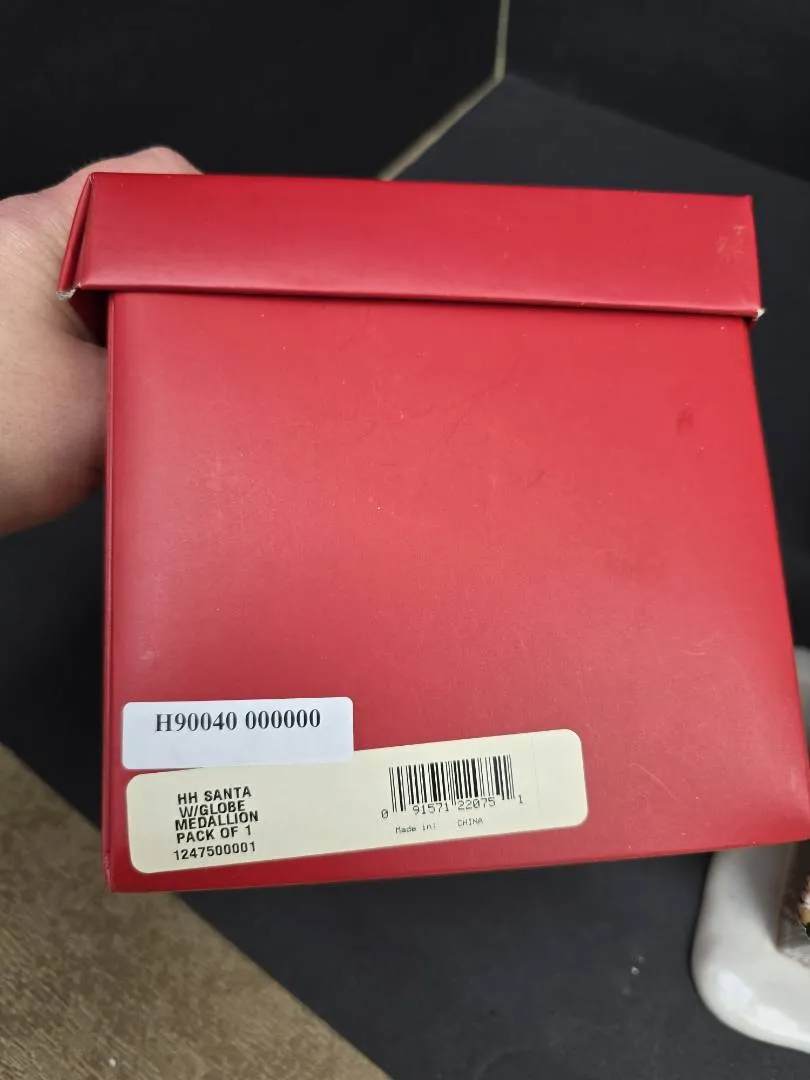 H90040 000000
HH SANTA
W/GLOBE
MEDALLION
PACK OF 1
1247500001
0 91571 22075 1
Made in: CHINA